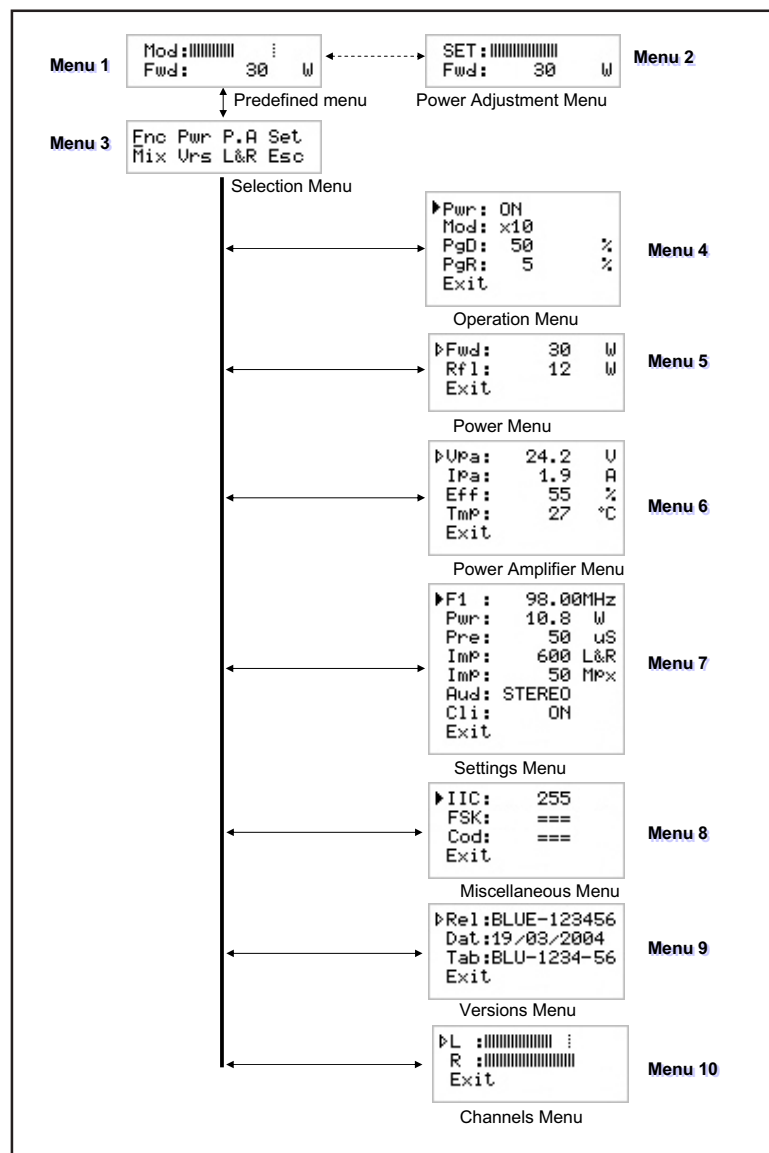 Menu 1
Mod:
Fwd: 30 W
SET:
Fwd: 30 W
Menu 2
Predefined menu
Power Adjustment Menu
Menu 3
Fnc Pwr P.A Set
Mix Vrs L&R Esc
Selection Menu
Pwr: ON
Mod: x10
PgD: 50 %
PgR: 5 %
Exit
Menu 4
Operation Menu
Fwd: 30 W
Rfl: 12 W
Exit
Menu 5
Power Menu
Vpa: 24.2 V
Ipa: 1.9 A
Eff: 55 %
Tmp: 27 °C
Exit
Menu 6
Power Amplifier Menu
F1 : 98.00MHz
Pwr: 10.8 W
Pre: 50 uS
Imp: 600 L&R
Imp: 50 Mpx
Aud: STEREO
Cli: ON
Exit
Menu 7
Settings Menu
IIC: 255
FSK: ===
Cod: ===
Exit
Menu 8
Miscellaneous Menu
Rel:BLUE-123456
Dat:19/03/2004
Tab:BLU-1234-56
Exit
Menu 9
Versions Menu
L :
R :
Exit
Menu 10
Channels Menu